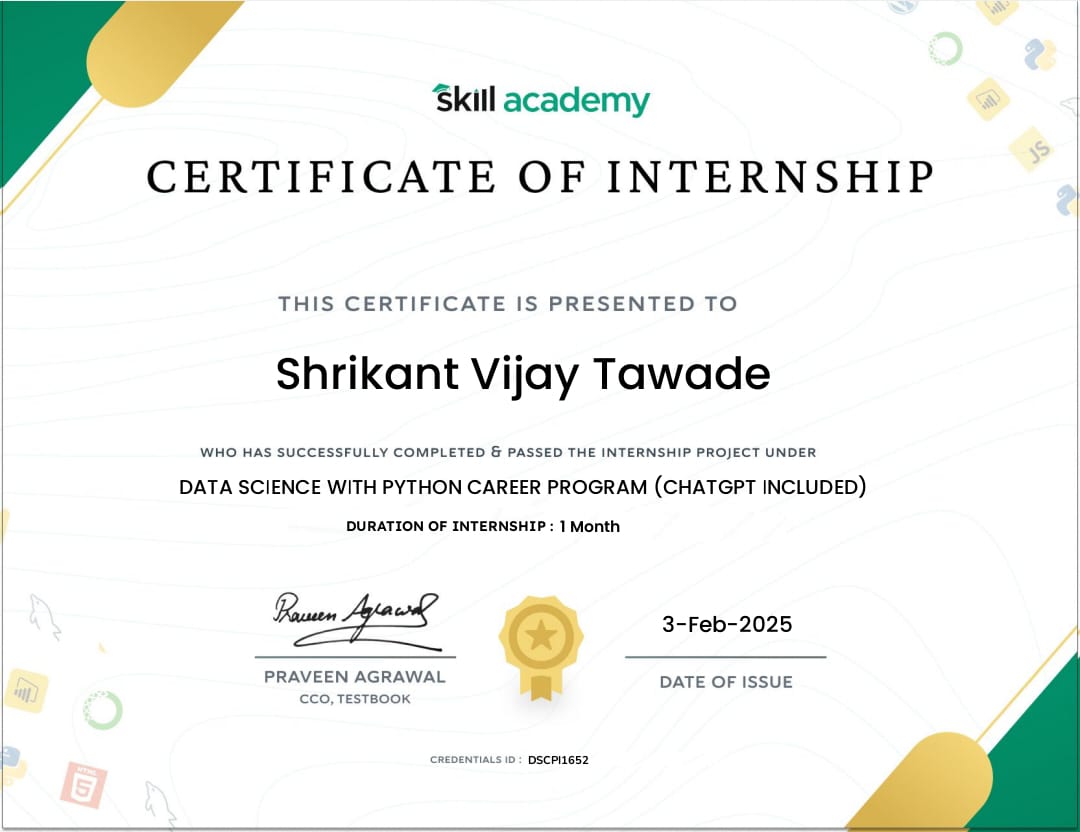 skill academy
CERTIFICATE OF INTERNSHIP
THIS CERTIFICATE IS PRESENTED TO
Shrikant Vijay Tawade
WHO HAS SUCCESSFULLY COMPLETED & PASSED THE INTERNSHIP PROJECT UNDER
DATA SCIENCE WITH PYTHON CAREER PROGRAM (CHATGPT INCLUDED)
DURATION OF INTERNSHIP : 1 Month
Praveen Agrawal
3-Feb-2025
PRAVEEN AGRAWAL
CCO, TESTBOOK
DATE OF ISSUE
CREDENTIALS ID : DSCPI1652
JS
HTML
5